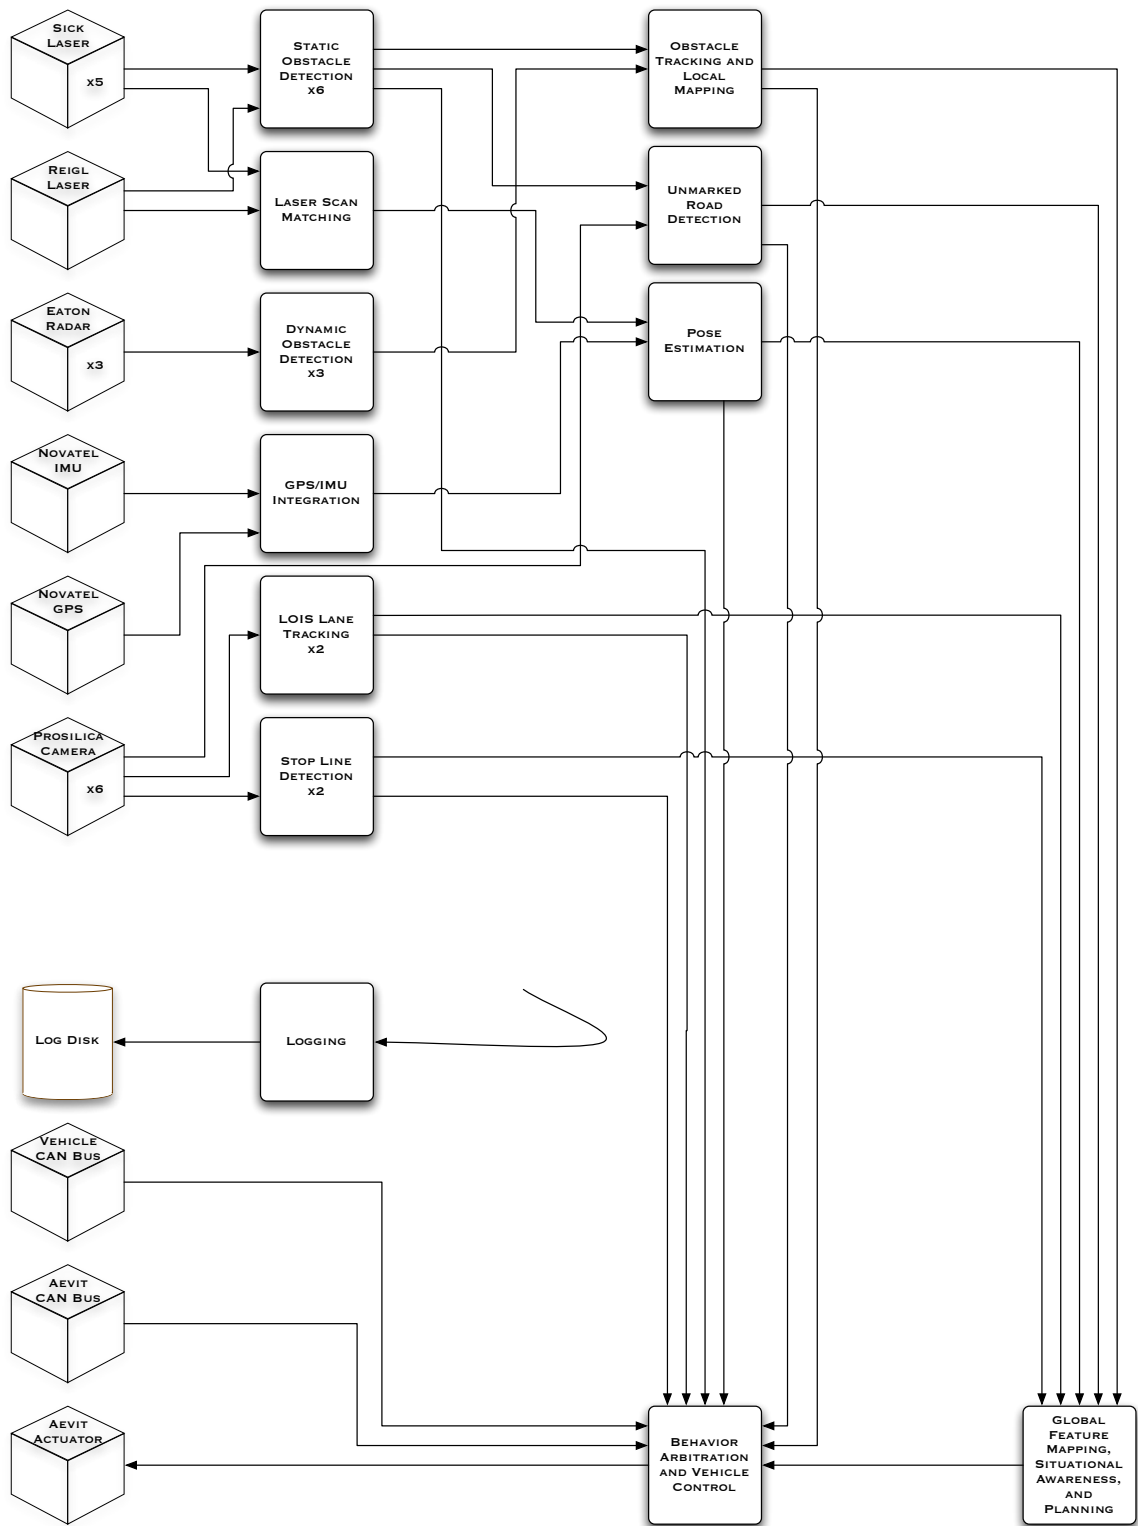 SICK
LASER
x5
STATIC
OBSTACLE
DETECTION
x6
OBSTACLE
TRACKING AND
LOCAL
MAPPING
REIGL
LASER
LASER SCAN
MATCHING
UNMARKED
ROAD
DETECTION
EATON
RADAR
x3
DYNAMIC
OBSTACLE
DETECTION
x3
POSE
ESTIMATION
NOVATEL
IMU
GPS/IMU
INTEGRATION
NOVATEL
GPS
LOIS LANE
TRACKING
x2
PROSILICA
CAMERA
x6
STOP LINE
DETECTION
x2
LOG DISK
LOGGING
VEHICLE
CAN BUS
AEVIT
CAN BUS
AEVIT
ACTUATOR
BEHAVIOR
ARBITRATION
AND VEHICLE
CONTROL
GLOBAL
FEATURE
MAPPING,
SITUATIONAL
AWARENESS,
AND
PLANNING